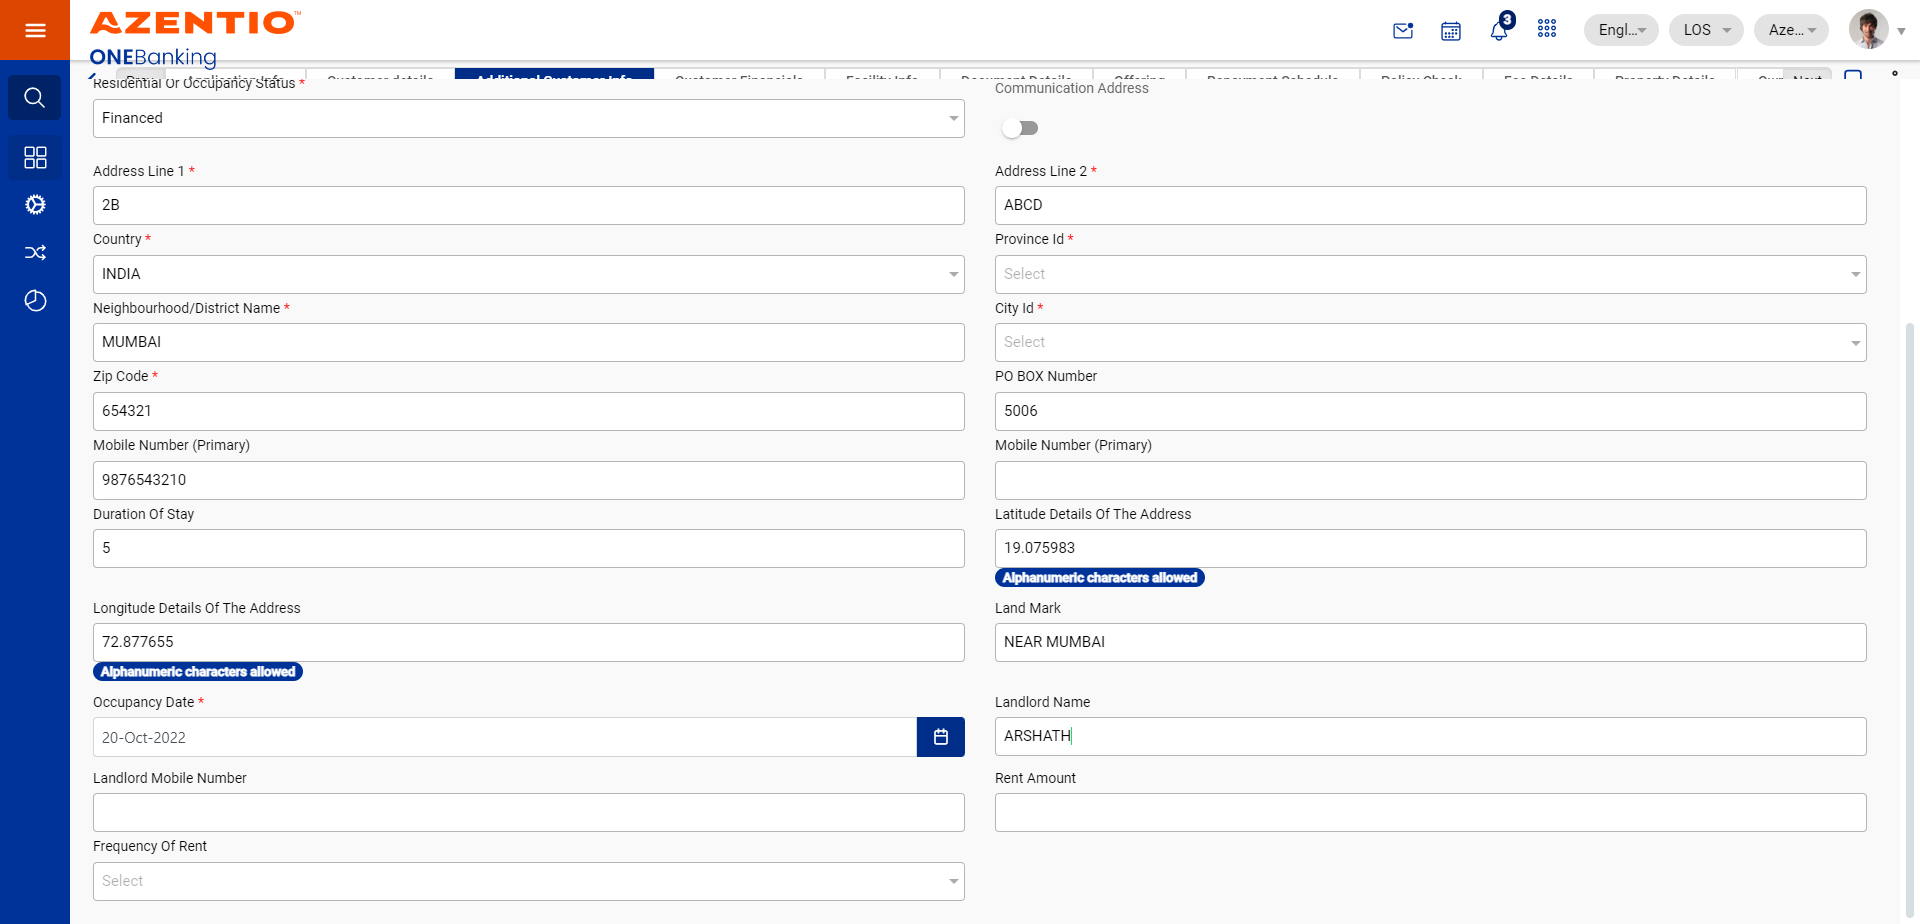 AZENTIO™
ONEBanking
3
Engl...
LOS
Aze...
Customer details
Additional Customer Info
Customer Financials
Facility Info
Document Details
Offering
Repayment Schedule
Policy Check
Fee Details
Property Details
Next
Residential Or Occupancy Status *
Communication Address
Financed
Address Line 1 *
Address Line 2 *
2B
ABCD
Country *
Province Id *
INDIA
Select
Neighbourhood/District Name *
City Id *
MUMBAI
Select
Zip Code *
PO BOX Number
654321
5006
Mobile Number (Primary)
Mobile Number (Primary)
9876543210
Duration Of Stay
Latitude Details Of The Address
5
19.075983
Alphanumeric characters allowed
Longitude Details Of The Address
Land Mark
72.877655
NEAR MUMBAI
Alphanumeric characters allowed
Occupancy Date *
Landlord Name
20-Oct-2022
ARSHATH
Landlord Mobile Number
Rent Amount
Frequency Of Rent
Select